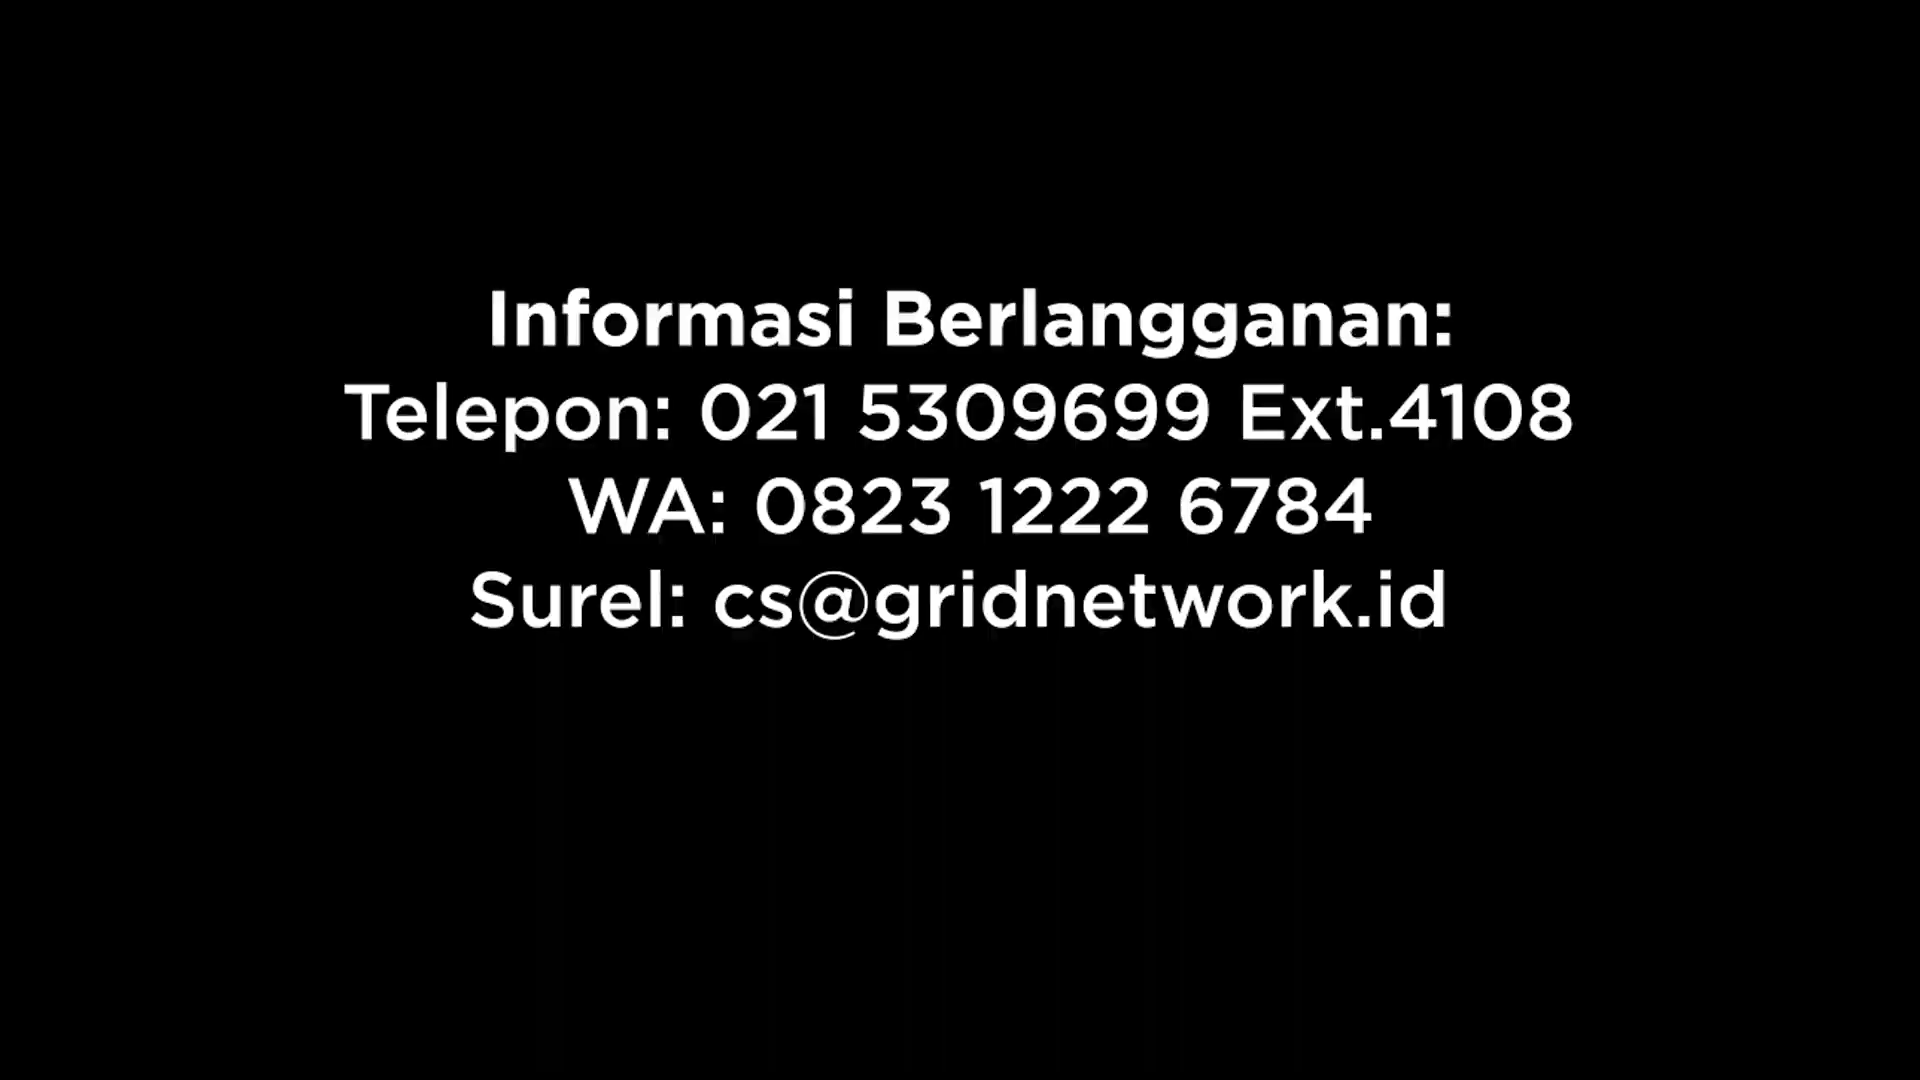 Informasi Berlangganan:
Telepon: 021 5309699 Ext.4108
WA: 0823 1222 6784
Surel: cs@gridnetwork.id